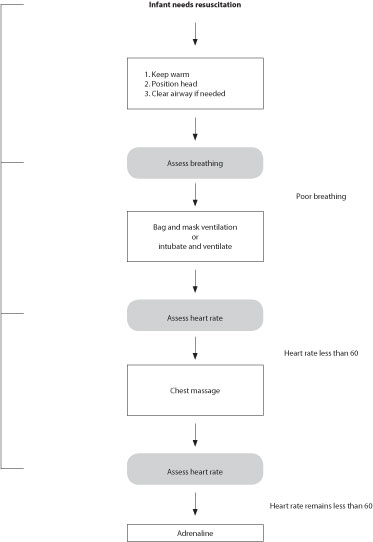 Infant needs resuscitation
1. Keep warm
2. Position head
3. Clear airway if needed
Assess breathing
Poor breathing
Bag and mask ventilation
or
intubate and ventilate
Assess heart rate
Heart rate less than 60
Chest massage
Assess heart rate
Heart rate remains less than 60
Adrenaline